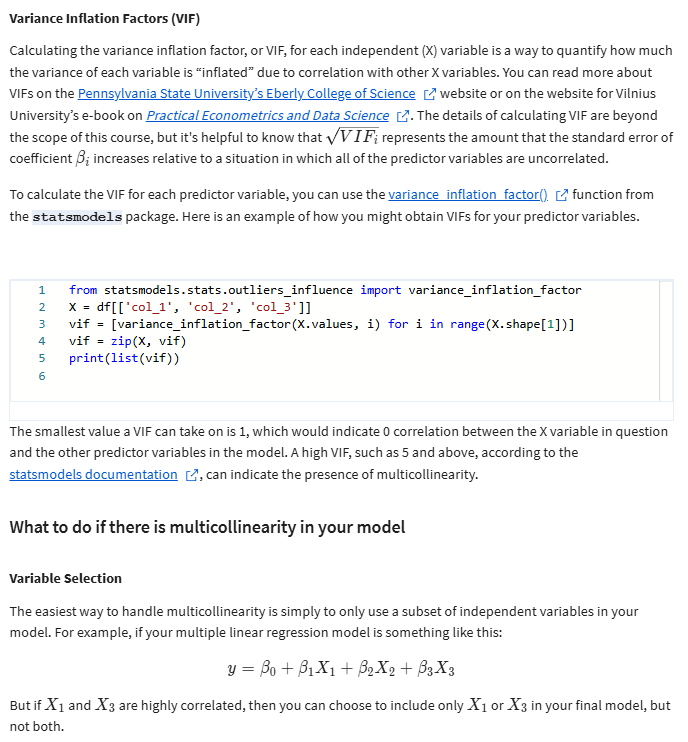 Variance Inflation Factors (VIF)
Calculating the variance inflation factor, or VIF, for each independent (X) variable is a way to quantify how much
the variance of each variable is “inflated” due to correlation with other X variables. You can read more about
VIFs on the Pennsylvania State University’s Eberly College of Science website or on the website for Vilnius
University’s e-book on Practical Econometrics and Data Science. The details of calculating VIF are beyond
the scope of this course, but it's helpful to know that √VIFᵢ represents the amount that the standard error of
coefficient βᵢ increases relative to a situation in which all of the predictor variables are uncorrelated.
To calculate the VIF for each predictor variable, you can use the variance_inflation_factor() function from
the statsmodels package. Here is an example of how you might obtain VIFs for your predictor variables.
1 from statsmodels.stats.outliers_influence import variance_inflation_factor
2 X = df[['col_1', 'col_2', 'col_3']]
3 vif = [variance_inflation_factor(X.values, i) for i in range(X.shape[1])]
4 vif = zip(X, vif)
5 print(list(vif))
6
The smallest value a VIF can take on is 1, which would indicate 0 correlation between the X variable in question
and the other predictor variables in the model. A high VIF, such as 5 and above, according to the
statsmodels documentation, can indicate the presence of multicollinearity.
What to do if there is multicollinearity in your model
Variable Selection
The easiest way to handle multicollinearity is simply to only use a subset of independent variables in your
model. For example, if your multiple linear regression model is something like this:
y = β₀ + β₁X₁ + β₂X₂ + β₃X₃
But if X₁ and X₃ are highly correlated, then you can choose to include only X₁ or X₃ in your final model, but
not both.